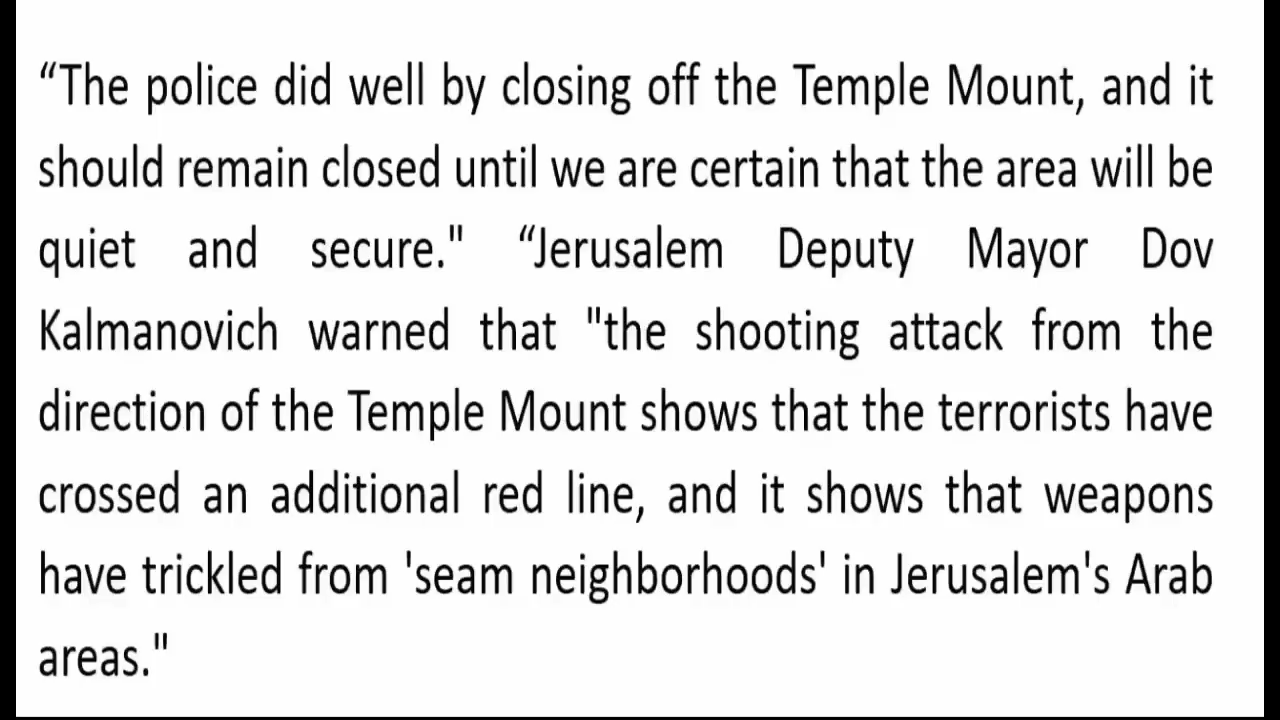 “The police did well by closing off the Temple Mount, and it
should remain closed until we are certain that the area will be
quiet and secure." “Jerusalem Deputy Mayor Dov
Kalmanovich warned that "the shooting attack from the
direction of the Temple Mount shows that the terrorists have
crossed an additional red line, and it shows that weapons
have trickled from 'seam neighborhoods' in Jerusalem's Arab
areas."